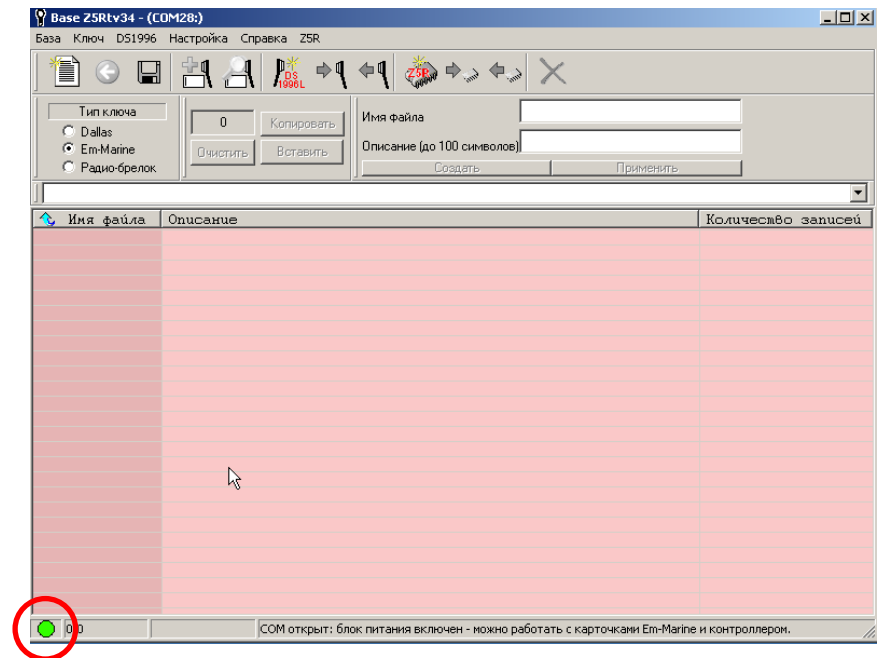 Base Z5Rtv34 - (COM28:)
База Ключ DS1996 Настройка Справка Z5R
DS
1996L
Z5R
Тип ключа
Dallas
Em-Marine
Радио-брелок
0
Копировать
Очистить
Вставить
Имя файла
Описание (до 100 символов)
Создать
Применить
Имя файла Описание Количество записей
0/0
COM открыт: блок питания включен - можно работать с карточками Em-Marine и контроллером.